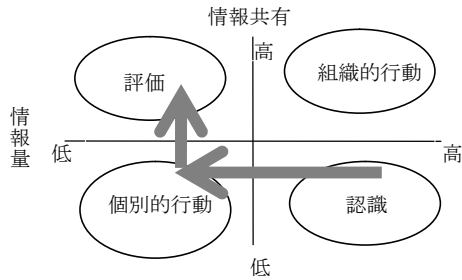 情報共有
高
評価
組織的行動
情報量
低
高
個別的行動
認識
低